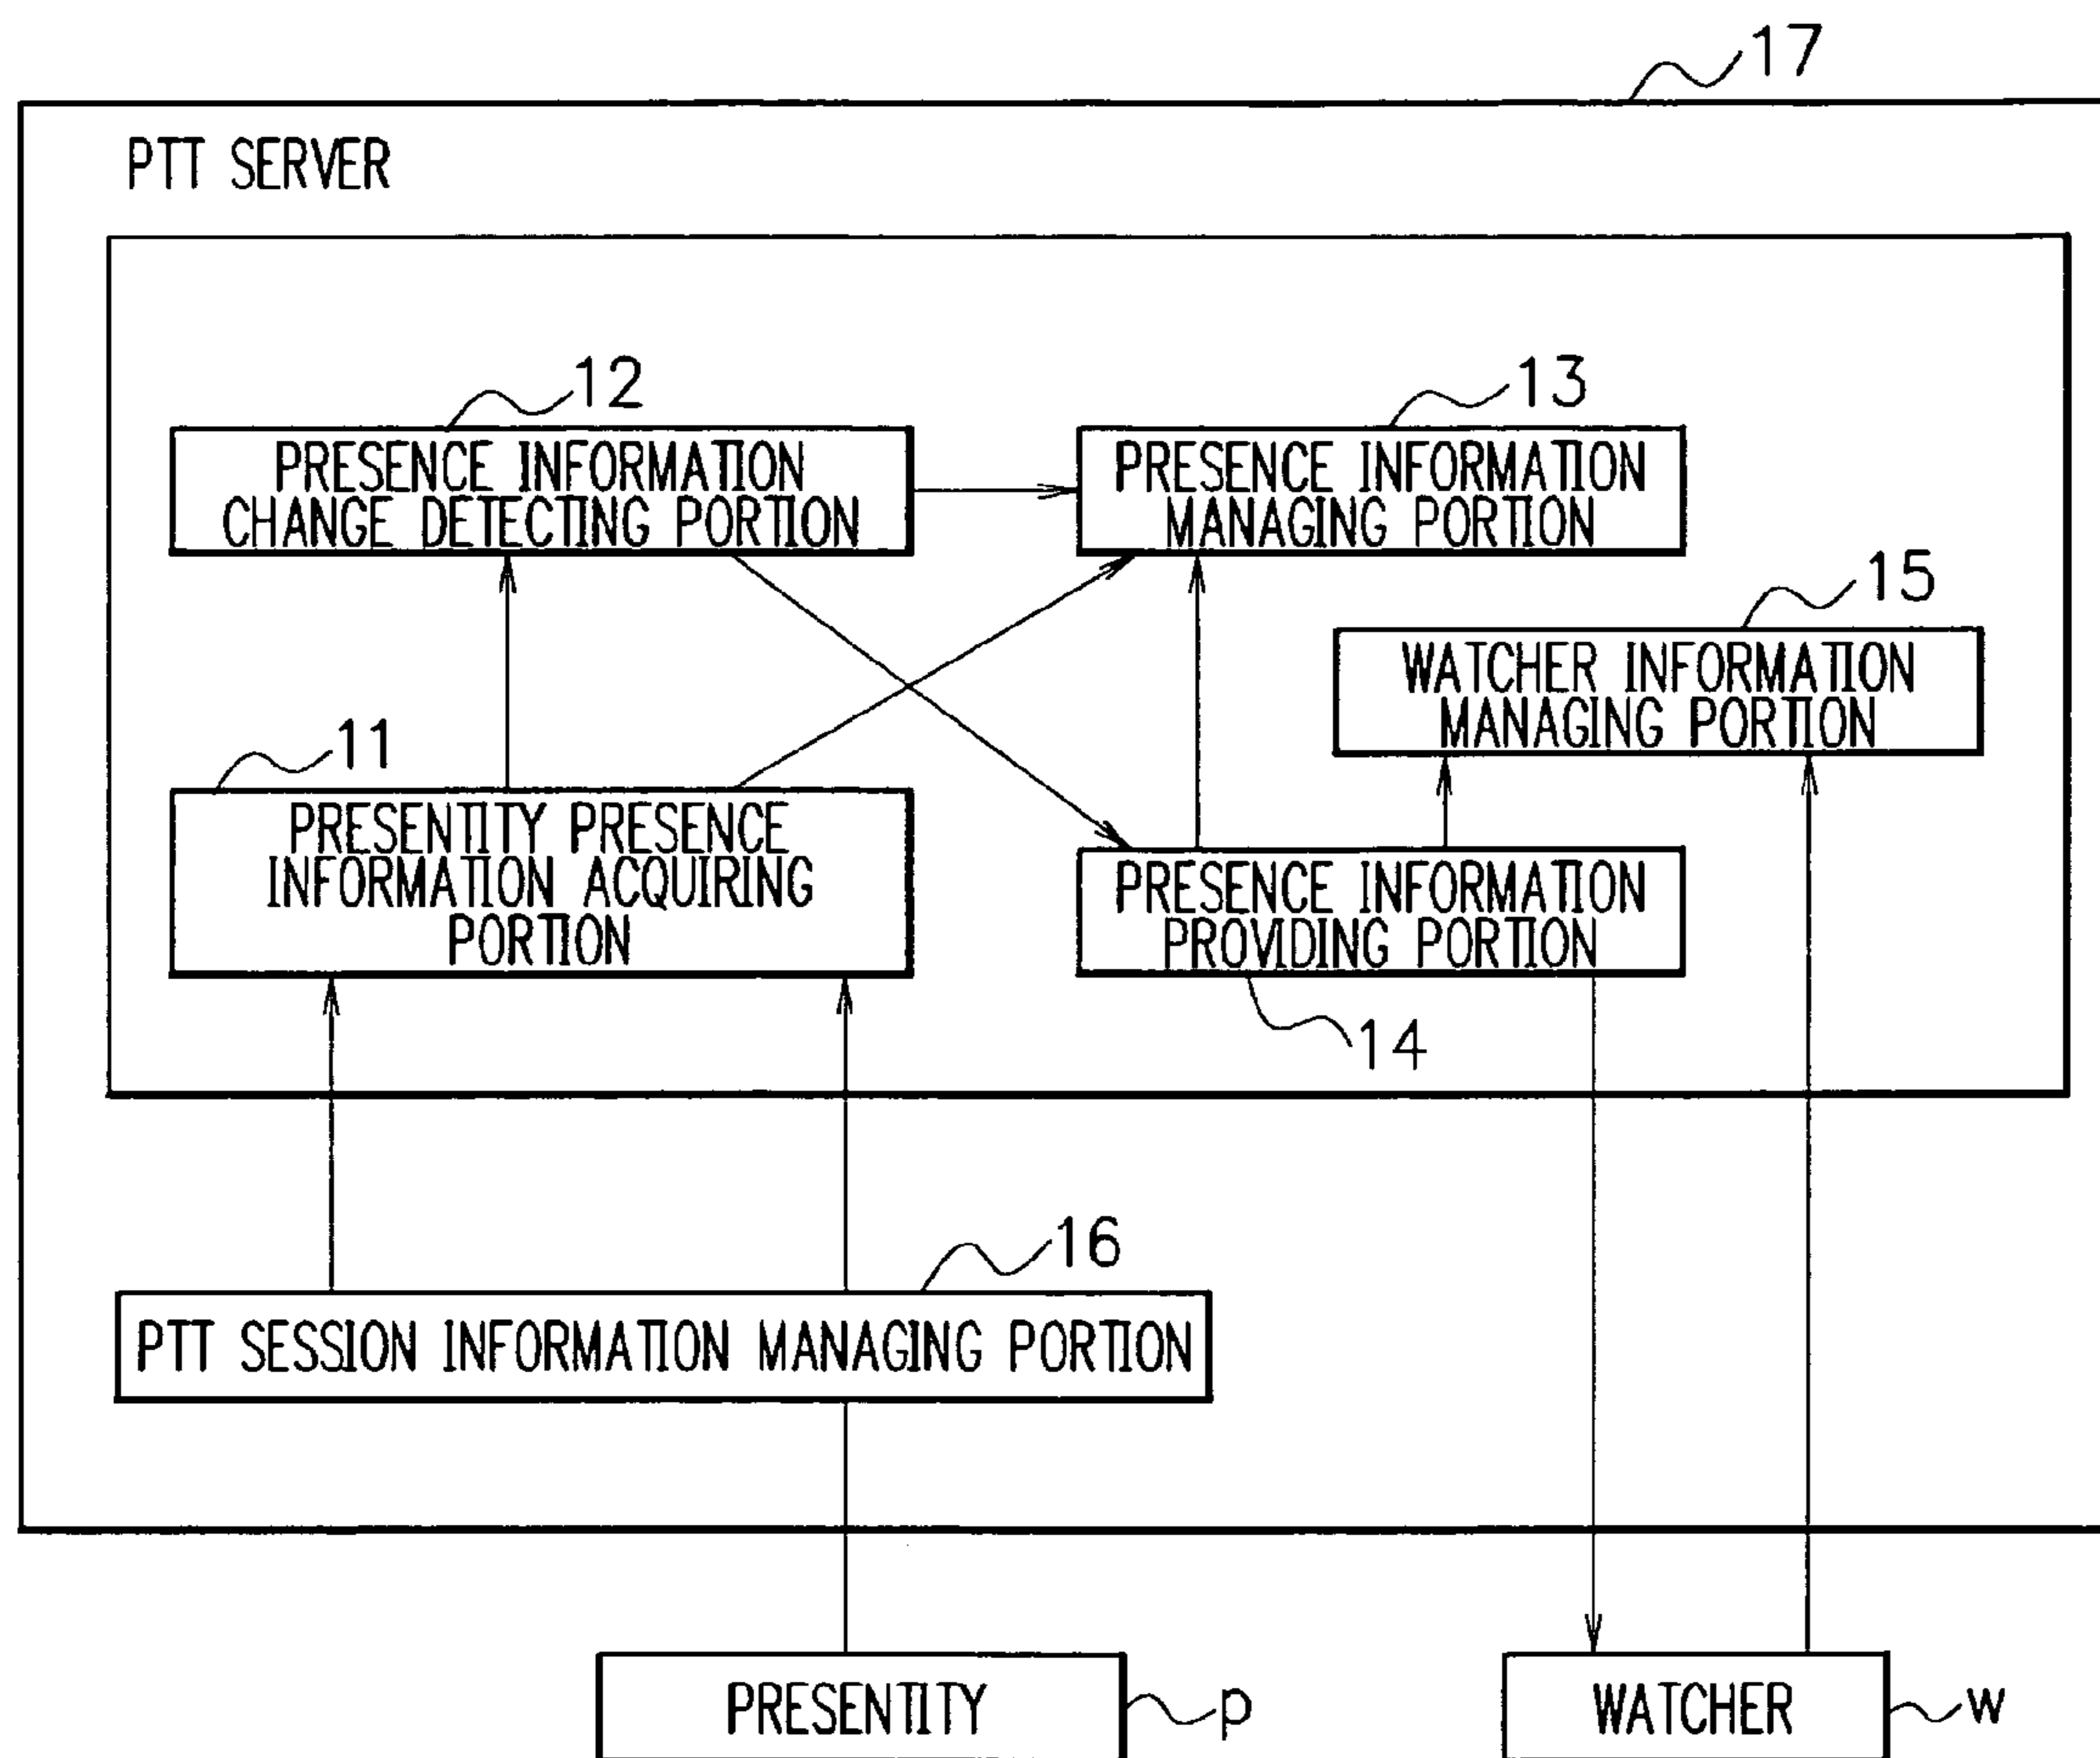 17
PTT SERVER
12
13
PRESENCE INFORMATION
CHANGE DETECTING PORTION
PRESENCE INFORMATION
MANAGING PORTION
15
WATCHER INFORMATION
MANAGING PORTION
11
PRESENTITY PRESENCE
INFORMATION ACQUIRING
PORTION
PRESENCE INFORMATION
PROVIDING PORTION
14
16
PTT SESSION INFORMATION MANAGING PORTION
PRESENTITY
p
WATCHER
w